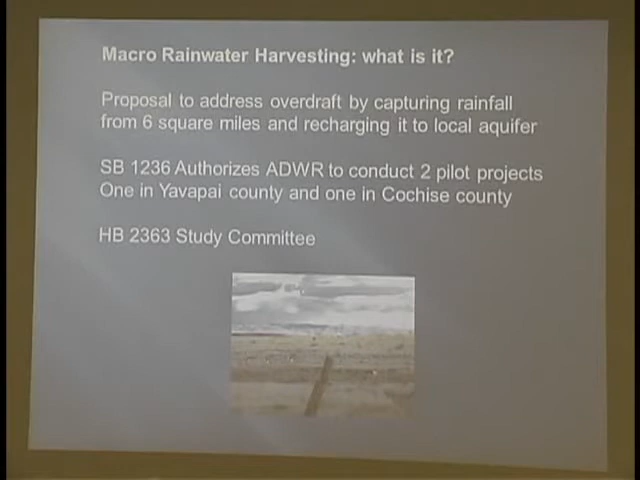 Macro Rainwater Harvesting: what is it?
Proposal to address overdraft by capturing rainfall
from 6 square miles and recharging it to local aquifer
SB 1236 Authorizes ADWR to conduct 2 pilot projects
One in Yavapai county and one in Cochise county
HB 2363 Study Committee